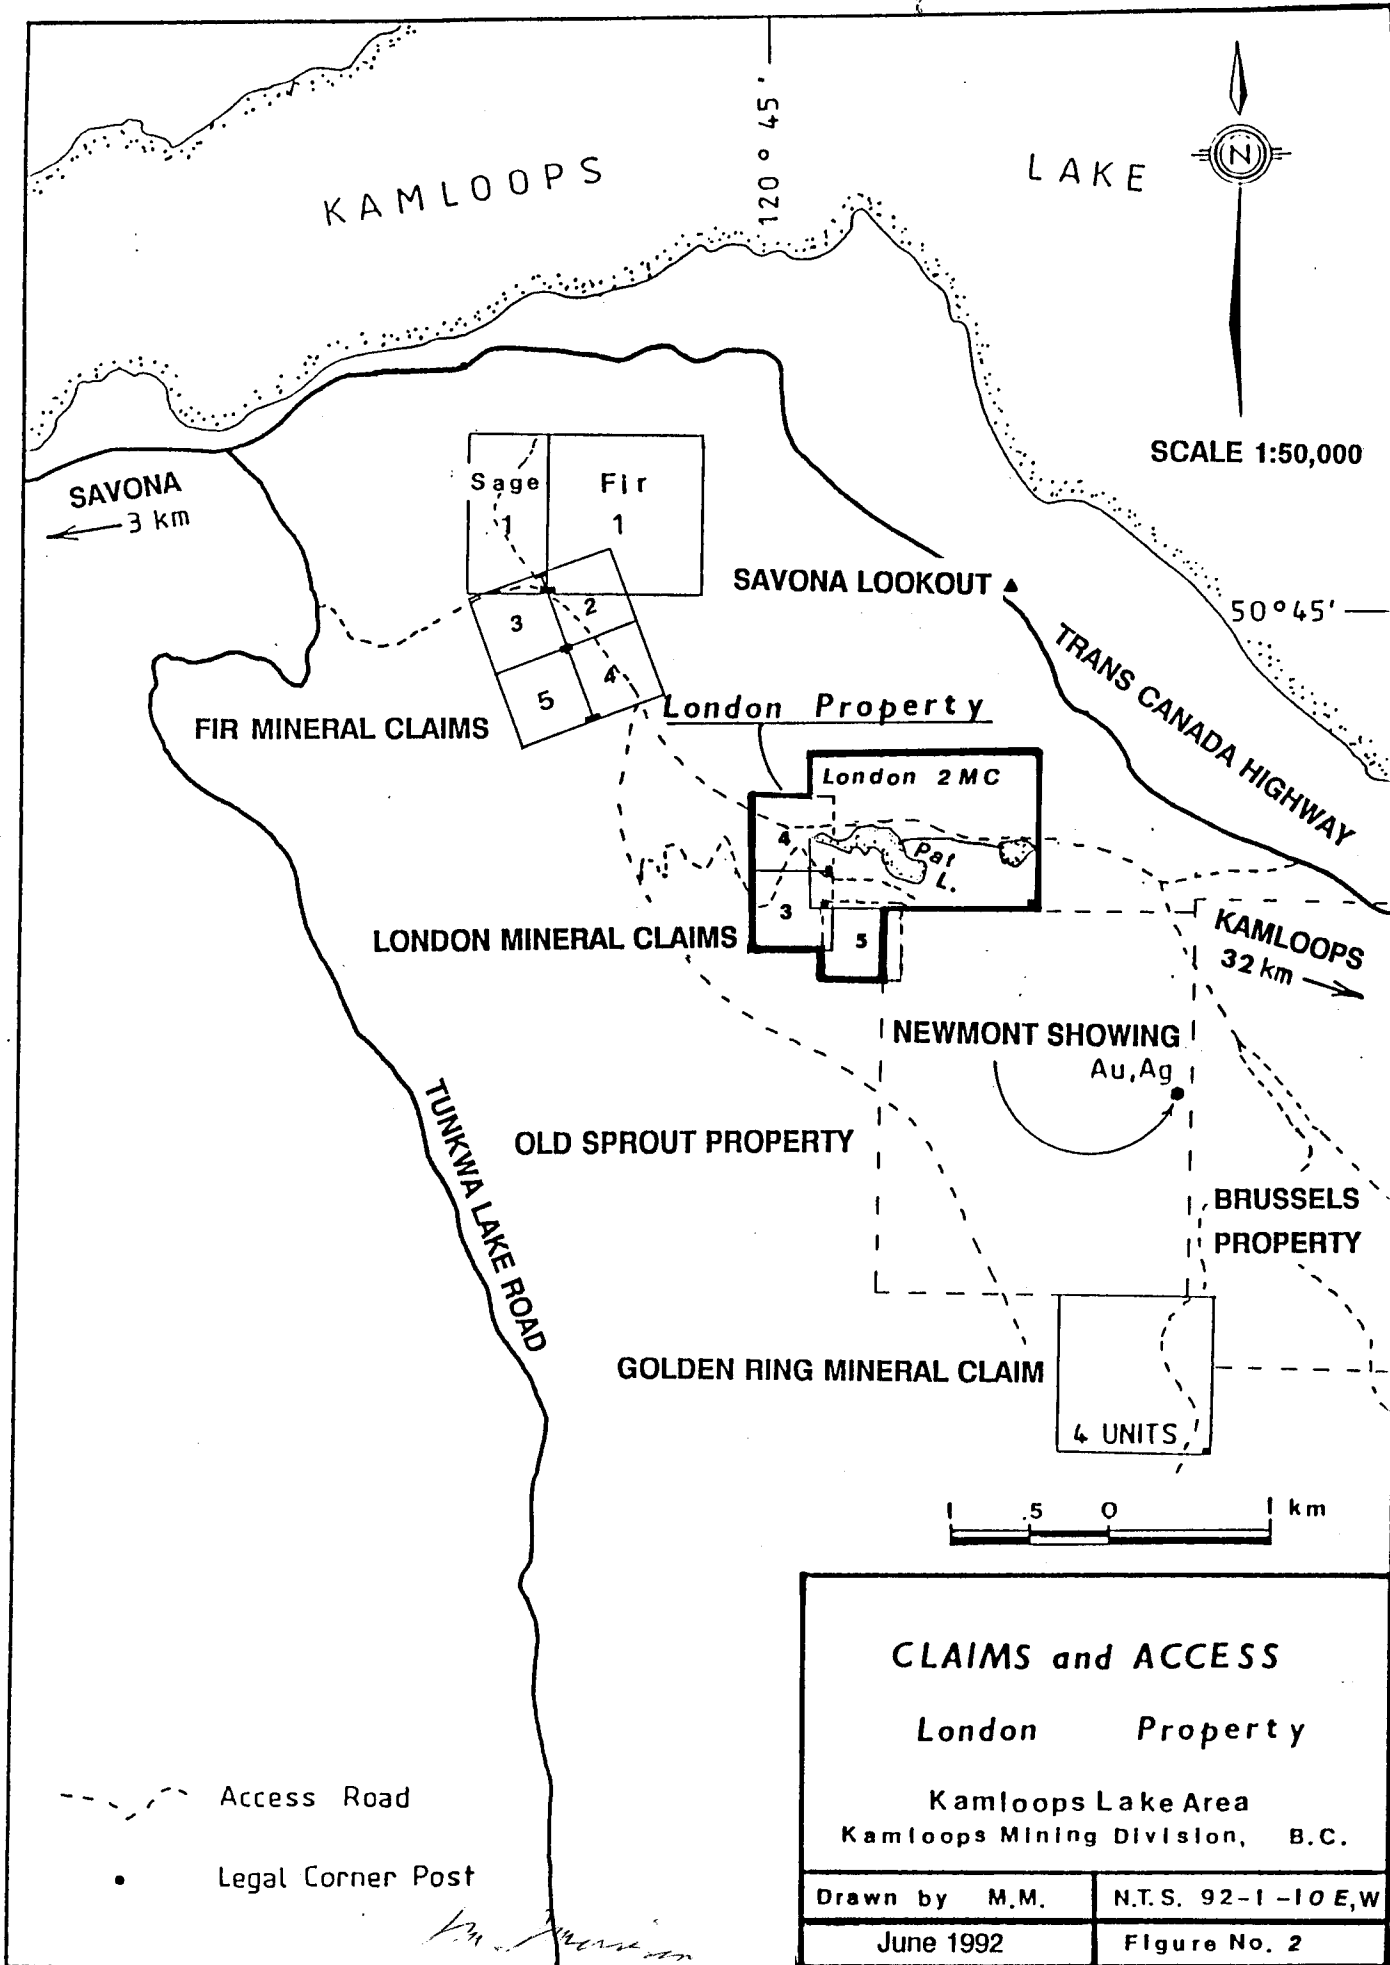 120° 45'
KAMLOOPS
LAKE
N
SCALE 1:50,000
SAVONA
3 km
Sage
1
Fir
1
SAVONA LOOKOUT
50°45'
3
2
4
5
TRANS CANADA HIGHWAY
FIR MINERAL CLAIMS
London Property
London 2 MC
4
Pat
L.
3
5
LONDON MINERAL CLAIMS
KAMLOOPS
32 km
NEWMONT SHOWING
Au, Ag
TUNKWA LAKE ROAD
OLD SPROUT PROPERTY
BRUSSELS
PROPERTY
GOLDEN RING MINERAL CLAIM
4 UNITS
1 .5 0 1 km
CLAIMS and ACCESS
London Property
Kamloops Lake Area
Kamloops Mining Division, B.C.
Drawn by M.M.
N.T.S. 92-1-10 E,W
June 1992
Figure No. 2
Access Road
Legal Corner Post